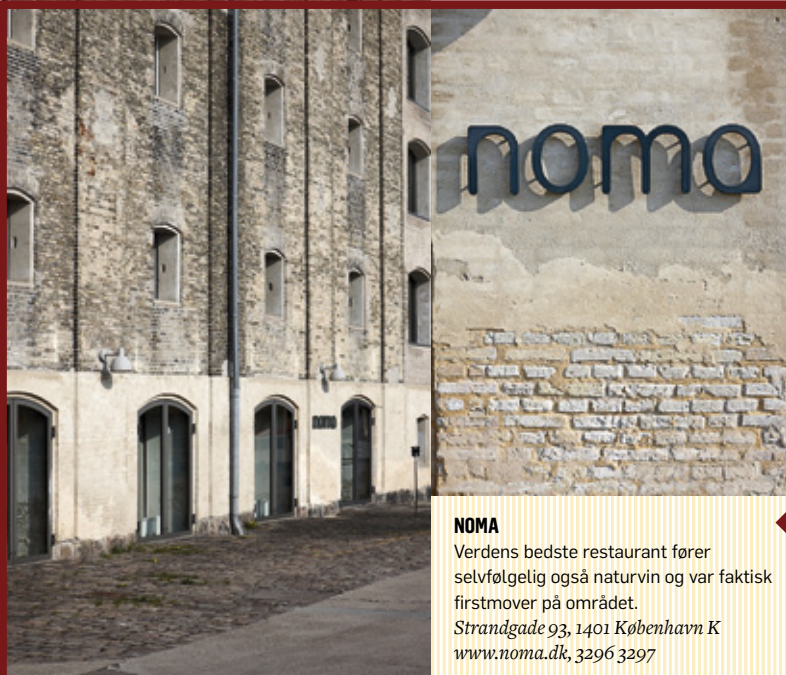 noma
noma
NOMA
Verdens bedste restaurant fører
selvfølgelig også naturvin og var faktisk
firstmover på området.
Strandgade 93, 1401 København K
www.noma.dk, 3296 3297